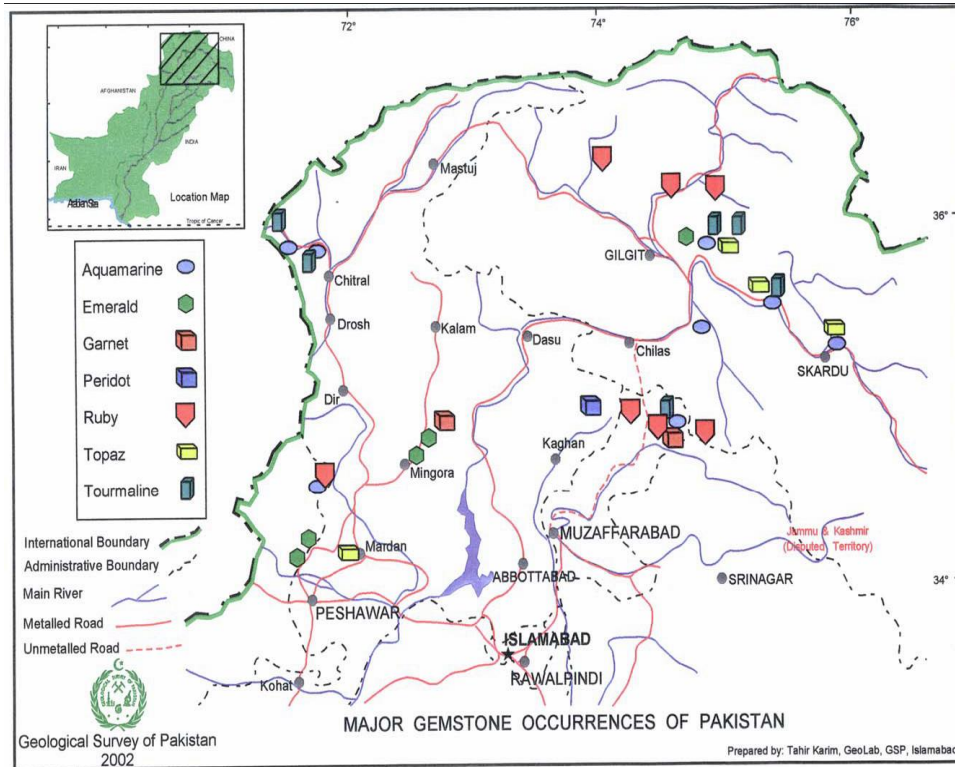 72°
74°
76°
CHINA
AFGHANISTAN
INDIA
IRAN
Location Map
Tropic of Cancer
Mastuj
36°
GILGIT
Chitral
Aquamarine
Emerald
Garnet
Peridot
Ruby
Topaz
Tourmaline
Drosh
Kalam
Dasu
Chilas
SKARDU
Dir
Kaghan
Mingora
International Boundary
Administrative Boundary
Main River
Metalled Road
Unmetalled Road
Mardan
MUZAFFARABAD
Jammu & Kashmir
(Disputed Territory)
ABBOTTABAD
SRINAGAR
34°
PESHAWAR
ISLAMABAD
RAWALPINDI
Kohat
MAJOR GEMSTONE OCCURRENCES OF PAKISTAN
Geological Survey of Pakistan
2002
Prepared by: Tahir Karim, GeoLab, GSP, Islamabad